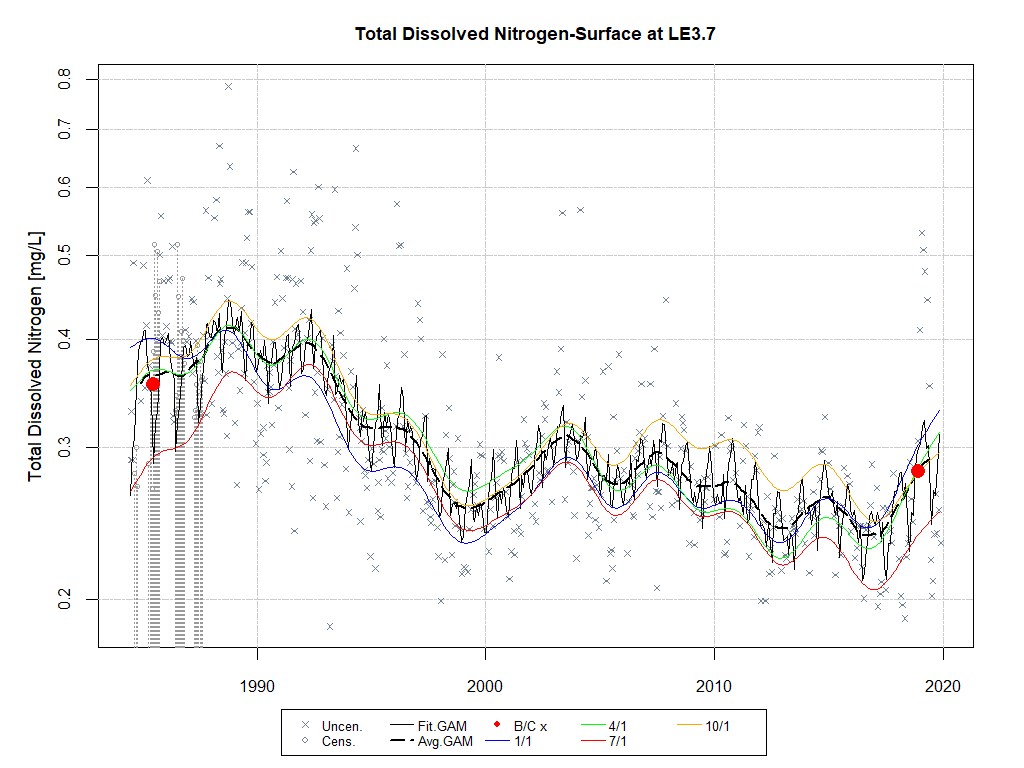 Total Dissolved Nitrogen-Surface at LE3.7
Total Dissolved Nitrogen [mg/L]
0.8
0.7
0.6
0.5
0.4
0.3
0.2
1990 2000 2010 2020
Uncen. Fit.GAM B/C x 4/1 10/1
Cens. Avg.GAM 1/1 7/1